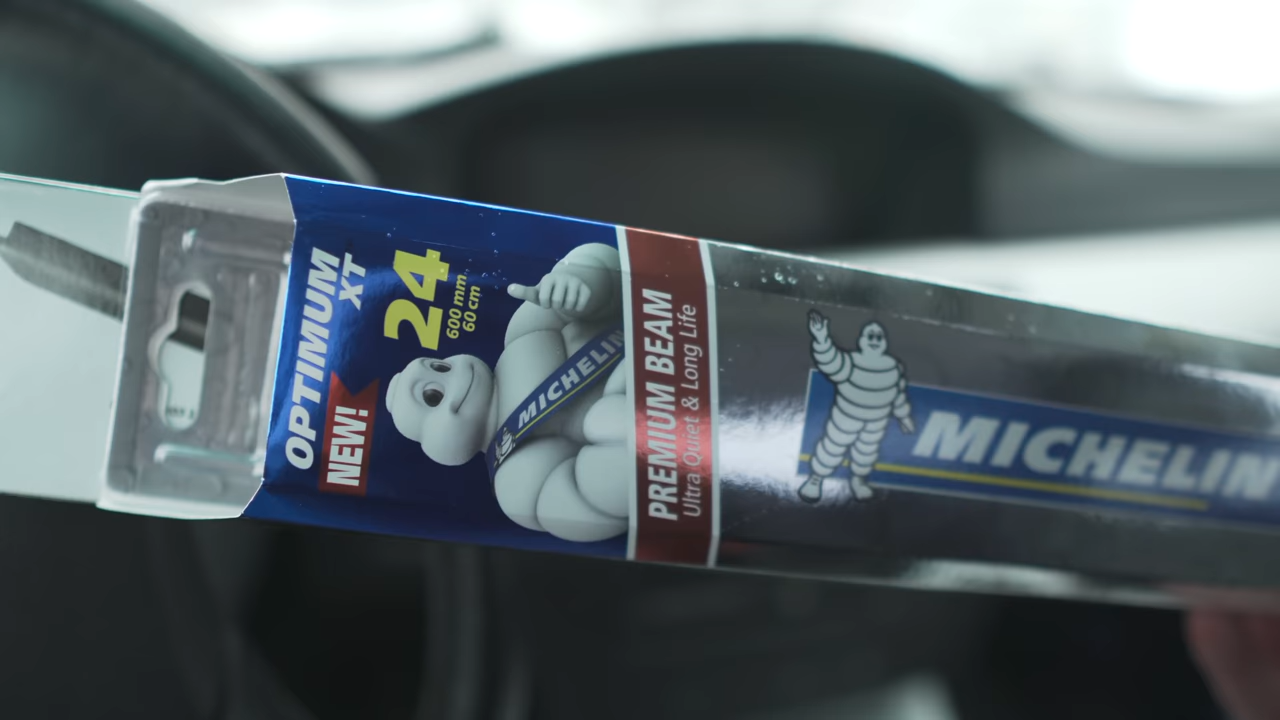 OPTIMUM
XT
NEW!
24
600 mm
60 cm
MICHELIN
PREMIUM BEAM
Ultra Quiet & Long Life
MICHELIN